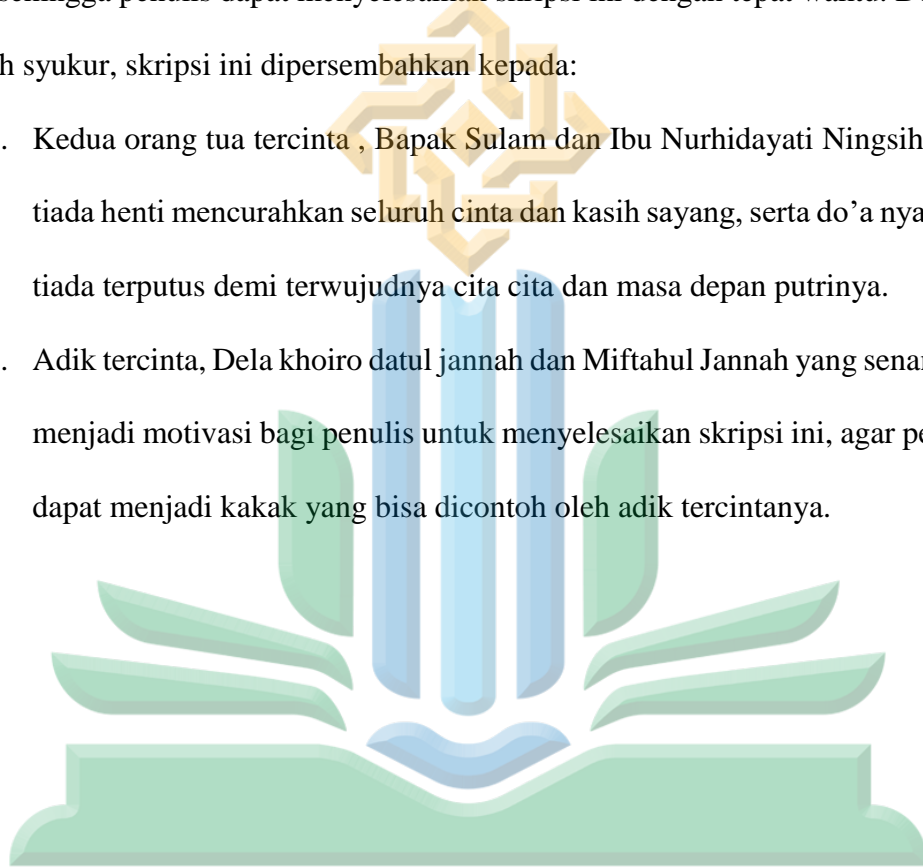 sehingga penulis dapat menyelesaikan skripsi ini dengan tepat waktu.
h syukur, skripsi ini dipersembahkan kepada:
. Kedua orang tua tercinta , Bapak Sulam dan Ibu Nurhidayati Ningsih
tiada henti mencurahkan seluruh cinta dan kasih sayang, serta do’a nya
tiada terputus demi terwujudnya cita cita dan masa depan putrinya.
. Adik tercinta, Dela khoiro datul jannah dan Miftahul Jannah yang
menjadi motivasi bagi penulis untuk menyelesaikan skripsi ini, agar
dapat menjadi kakak yang bisa dicontoh oleh adik tercintanya.